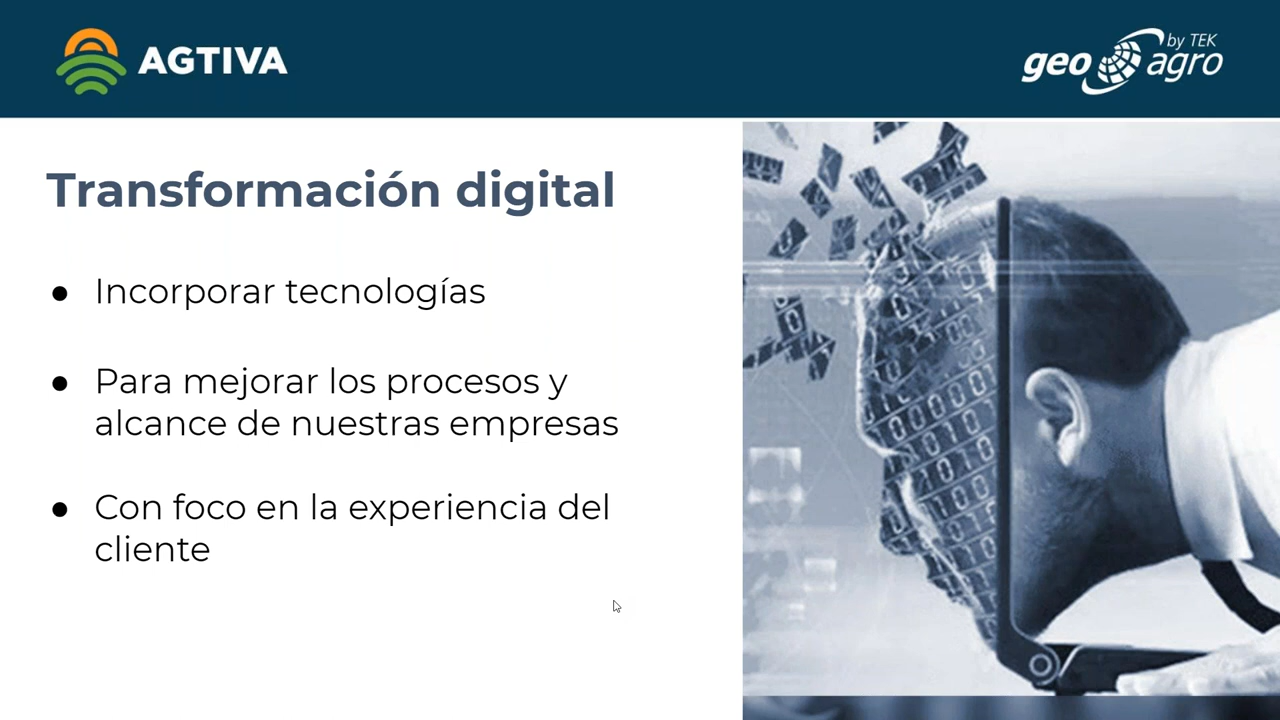 AGTIVA
geo agro by TEK
Transformación digital
● Incorporar tecnologías
● Para mejorar los procesos y
alcance de nuestras empresas
● Con foco en la experiencia del
cliente